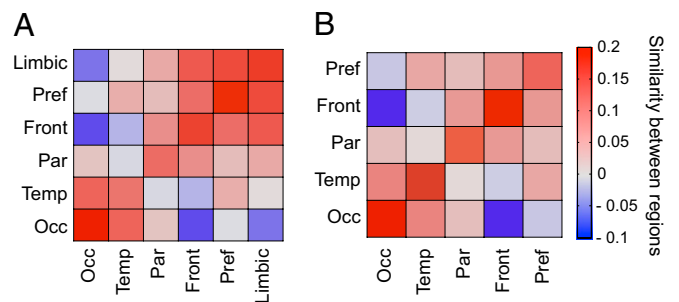 A
Limbic
Pref
Front
Par
Temp
Occ
Occ
Temp
Par
Front
Pref
Limbic
B
Pref
Front
Par
Temp
Occ
Occ
Temp
Par
Front
Pref
0.2
0.15
0.1
0.05
0
- 0.05
- 0.1
Similarity between regions